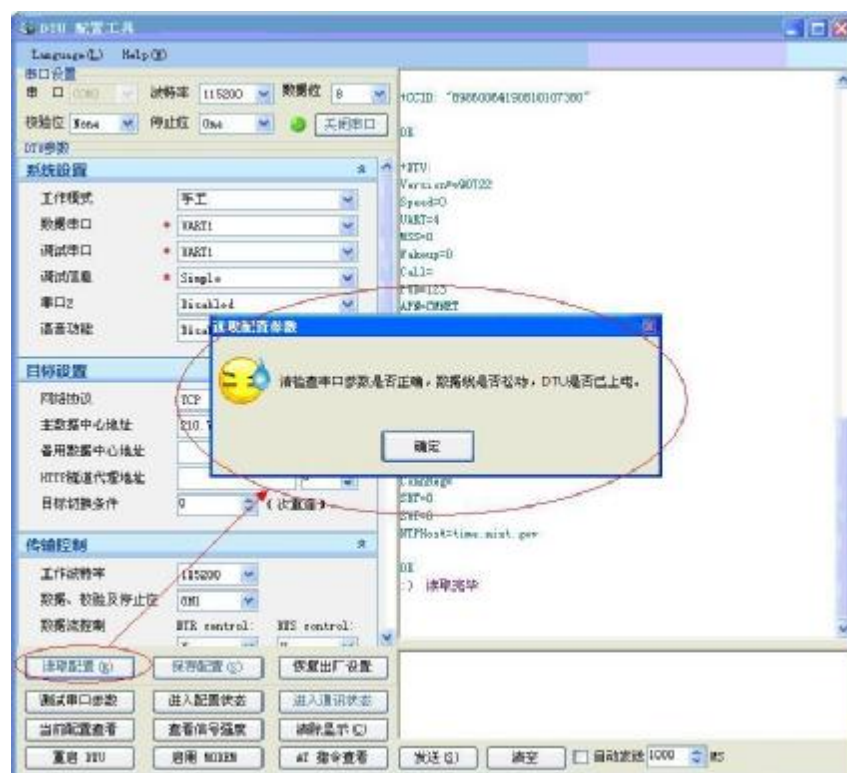 DTU 配置工具
Language(L) Help(H)
串口设置
串 口 COM1 波特率 115200 数据位 8
校验位 None 停止位 One 关闭串口
DTU参数
系统设置
工作模式 手工
数据串口 * UART1
调试串口 * UART1
调试信息 * Simple
串口2 Disabled
语音功能
目标设置
网络协议 TCP
主数据中心地址
备用数据中心地址
HTTP隧道代理地址
目标切换条件
传输控制
工作波特率 115200
数据、校验及停止位 8N1
数据流控制 DTR control: RTS control:
读取配置
请检查串口参数是否正确,数据线是否松动,DTU是否已上电。
确定
OK
+DTU:
Speed=0
UART=4
MSS=0
Wakeup=0
Call=
PWD=123
APN=CMNET
OK
:) 读取完毕
读取配置(R) 保存配置(S) 恢复出厂设置
测试串口参数 进入配置状态 进入通讯状态
当前配置查看 查看信号强度 清除显示(C)
重启 DTU 启用 MODEM AT 指令查看
发送(S) 清空 自动发送 1000 MS